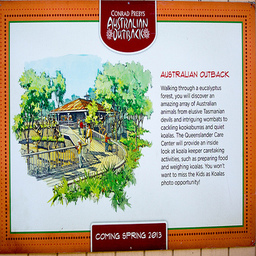 CONRAD PREBYS
AUSTRALIAN
OUTBACK
AUSTRALIAN OUTBACK
Walking through a eucalyptus
forest, you will discover an
amazing array of Australian
animals from elusive Tasmanian
devils and intriguing wombats to
cackling kookaburras and quiet
koalas. The Queenslander Care
Center will provide an inside
look at koala keeper caretaking
activities, such as preparing food
and weighing koalas. You won't
want to miss the Kids as Koalas
photo opportunity!
COMING SPRING 2013